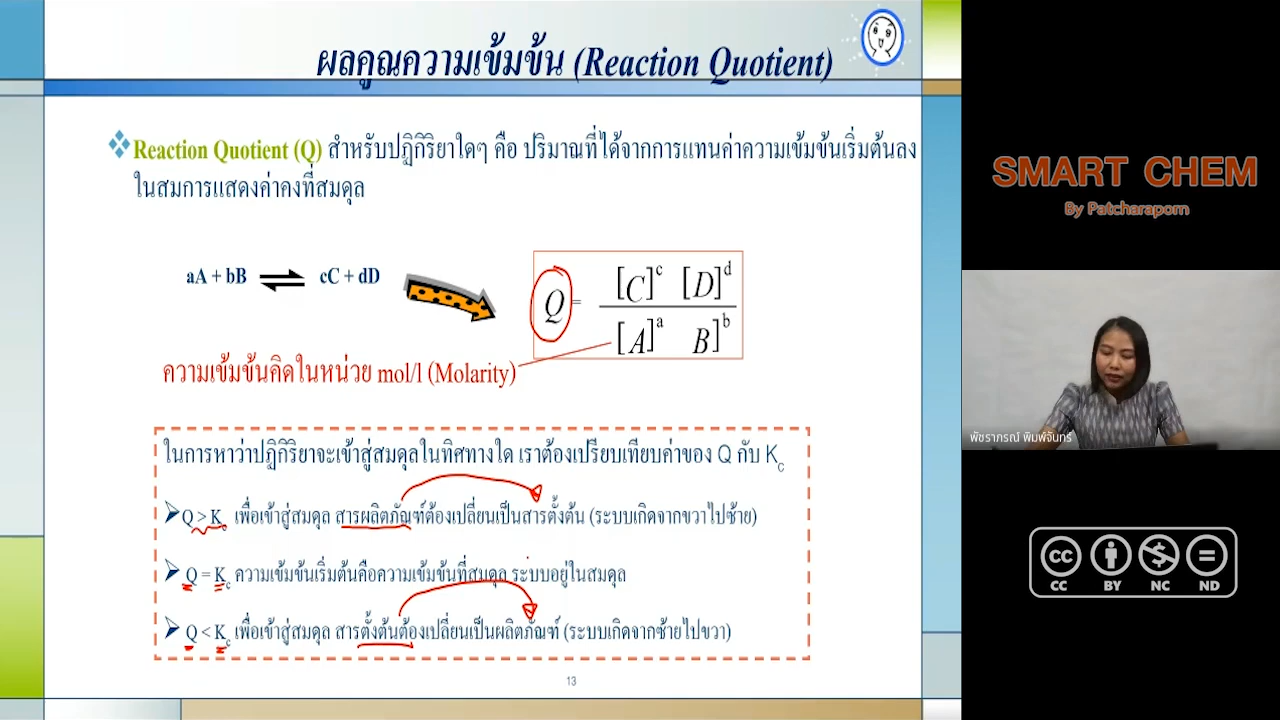 ผลคูณความเข้มข้น (Reaction Quotient)
Reaction Quotient (Q) สำหรับปฏิกิริยาใดๆ คือ ปริมาณที่ได้จากการแทนค่าความเข้มข้นเริ่มต้นลง
ในสมการแสดงค่าคงที่สมดุล
aA + bB ⇌ cC + dD
Q = [C]^c [D]^d
[A]^a B]^b
ความเข้มข้นคิดในหน่วย mol/l (Molarity)
ในการหาว่าปฏิกิริยาจะเข้าสู่สมดุลในทิศทางใด เราต้องเปรียบเทียบค่าของ Q กับ Kc
Q > Kc เพื่อเข้าสู่สมดุล สารผลิตภัณฑ์ต้องเปลี่ยนเป็นสารตั้งต้น (ระบบเกิดจากขวาไปซ้าย)
Q = Kc ความเข้มข้นเริ่มต้นคือความเข้มข้นที่สมดุล ระบบอยู่ในสมดุล
Q < Kc เพื่อเข้าสู่สมดุล สารตั้งต้นต้องเปลี่ยนเป็นผลิตภัณฑ์ (ระบบเกิดจากซ้ายไปขวา)
13
SMART CHEM
By Patcharaporn
พัชราภรณ์ พิมพ์จันทร์
CC BY NC ND